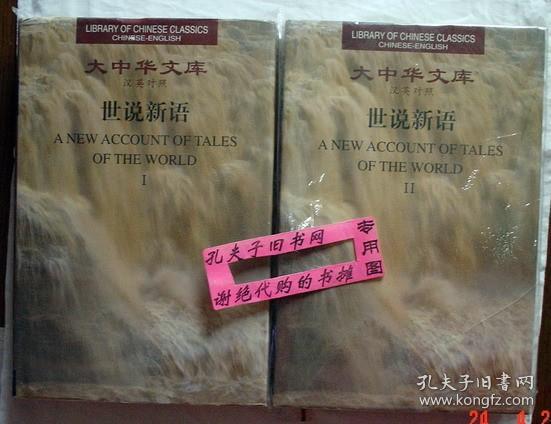 LIBRARY OF CHINESE CLASSICS
CHINESE-ENGLISH
大中华文库
汉英对照
世说新语
A NEW ACCOUNT OF TALES
OF THE WORLD
I
LIBRARY OF CHINESE CLASSICS
CHINESE-ENGLISH
大中华文库
汉英对照
世说新语
A NEW ACCOUNT OF TALES
OF THE WORLD
II
孔夫子旧书网
专用图
谢绝代购的书摊
孔夫子旧书网
www.kongfz.com